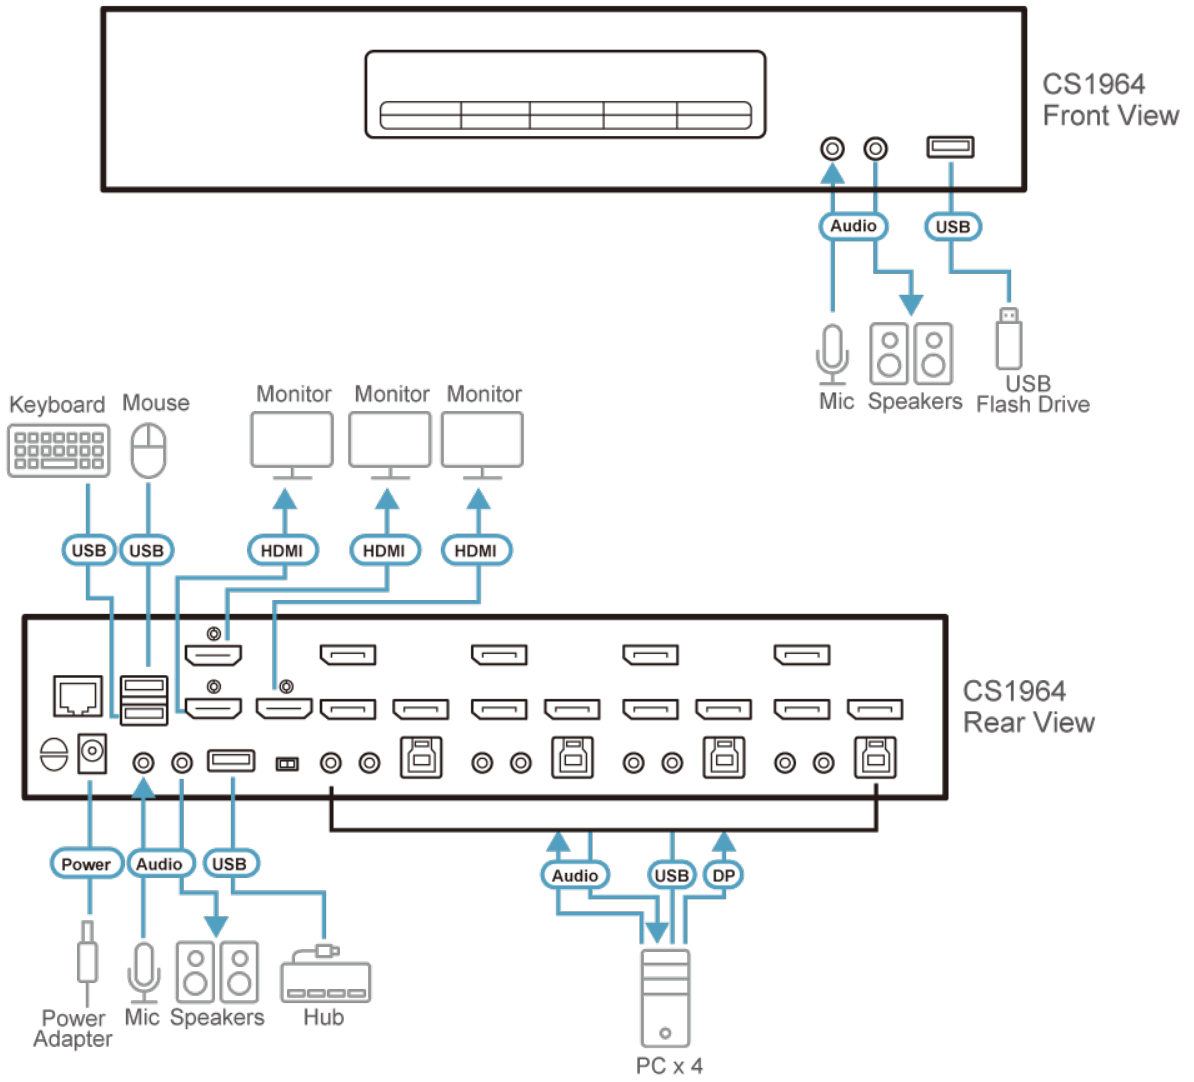 CS1964
Front View
Audio
USB
Mic
Speakers
USB
Flash Drive
Keyboard
Mouse
Monitor
Monitor
Monitor
USB
USB
HDMI
HDMI
HDMI
CS1964
Rear View
Power
Audio
USB
Audio
USB
DP
Power
Adapter
Mic
Speakers
Hub
PC x 4